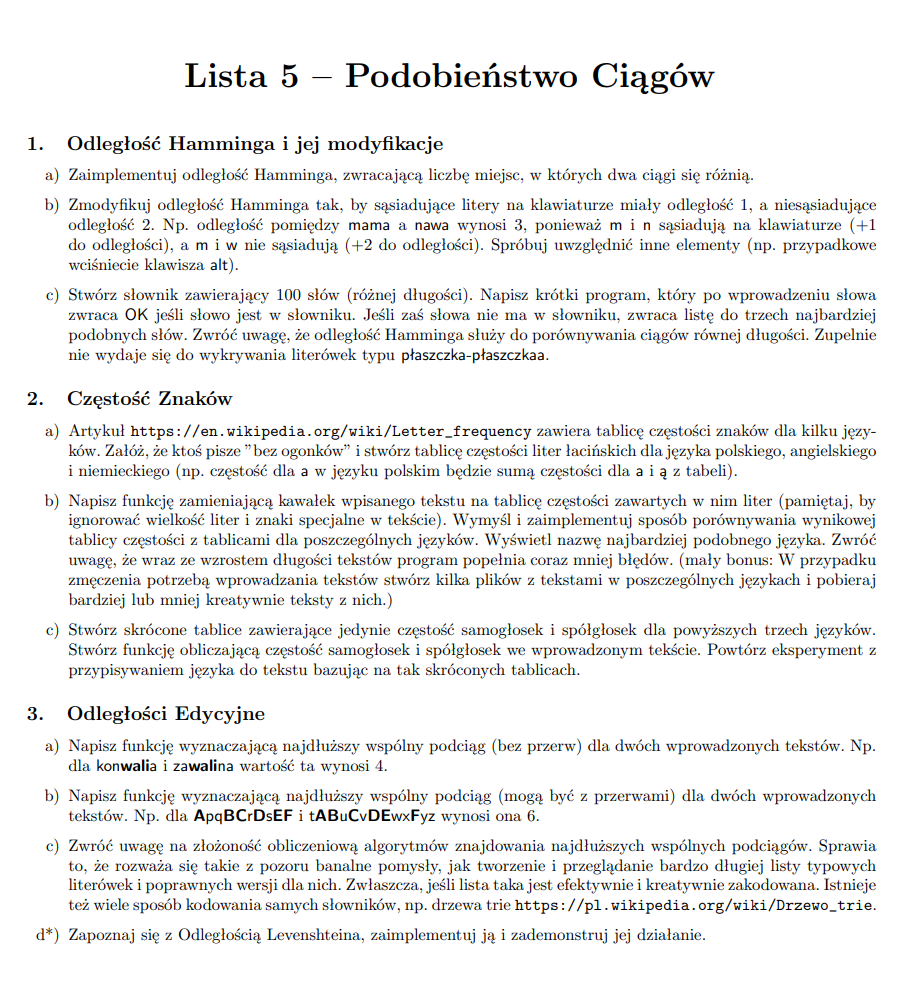 Lista 5 – Podobieństwo Ciągów
1. Odległość Hamminga i jej modyfikacje
a) Zaimplementuj odległość Hamminga, zwracającą liczbę miejsc, w których dwa ciągi się różnią.
b) Zmodyfikuj odległość Hamminga tak, by sąsiadujące litery na klawiaturze miały odległość 1, a niesąsiadujące
odległość 2. Np. odległość pomiędzy mama a nawa wynosi 3, ponieważ m i n sąsiadują na klawiaturze (+1
do odległości), a m i w nie sąsiadują (+2 do odległości). Spróbuj uwzględnić inne elementy (np. przypadkowe
wciśniecie klawisza alt).
c) Stwórz słownik zawierający 100 słów (różnej długości). Napisz krótki program, który po wprowadzeniu słowa
zwraca OK jeśli słowo jest w słowniku. Jeśli zaś słowa nie ma w słowniku, zwraca listę do trzech najbardziej
podobnych słów. Zwróć uwagę, że odległość Hamminga służy do porównywania ciągów równej długości. Zupelnie
nie wydaje się do wykrywania literówek typu płaszczka-płaszczkaa.
2. Częstość Znaków
a) Artykuł https://en.wikipedia.org/wiki/Letter_frequency zawiera tablicę częstości znaków dla kilku języ-
ków. Załóż, że ktoś pisze ”bez ogonków” i stwórz tablicę częstości liter łacińskich dla języka polskiego, angielskiego
i niemieckiego (np. częstość dla a w języku polskim będzie sumą częstości dla a i ą z tabeli).
b) Napisz funkcję zamieniającą kawałek wpisanego tekstu na tablicę częstości zawartych w nim liter (pamiętaj, by
ignorować wielkość liter i znaki specjalne w tekście). Wymyśl i zaimplementuj sposób porównywania wynikowej
tablicy częstości z tablicami dla poszczególnych języków. Wyświetl nazwę najbardziej podobnego języka. Zwróć
uwagę, że wraz ze wzrostem długości tekstów program popełnia coraz mniej błędów. (mały bonus: W przypadku
zmęczenia potrzebą wprowadzania tekstów stwórz kilka plików z tekstami w poszczególnych językach i pobieraj
bardziej lub mniej kreatywnie teksty z nich.)
c) Stwórz skrócone tablice zawierające jedynie częstość samogłosek i spółgłosek dla powyższych trzech języków.
Stwórz funkcję obliczającą częstość samogłosek i spółgłosek we wprowadzonym tekście. Powtórz eksperyment z
przypisywaniem języka do tekstu bazując na tak skróconych tablicach.
3. Odległości Edycyjne
a) Napisz funkcję wyznaczającą najdłuższy wspólny podciąg (bez przerw) dla dwóch wprowadzonych tekstów. Np.
dla konwalia i zawalina wartość ta wynosi 4.
b) Napisz funkcję wyznaczającą najdłuższy wspólny podciąg (mogą być z przerwami) dla dwóch wprowadzonych
tekstów. Np. dla ApqBCrDsEF i tABuCvDEwxFyz wynosi ona 6.
c) Zwróć uwagę na złożoność obliczeniową algorytmów znajdowania najdłuższych wspólnych podciągów. Sprawia
to, że rozważa się takie z pozoru banalne pomysły, jak tworzenie i przeglądanie bardzo długiej listy typowych
literówek i poprawnych wersji dla nich. Zwłaszcza, jeśli lista taka jest efektywnie i kreatywnie zakodowana. Istnieje
też wiele sposób kodowania samych słowników, np. drzewa trie https://pl.wikipedia.org/wiki/Drzewo_trie.
d*) Zapoznaj się z Odległością Levenshteina, zaimplementuj ją i zademonstruj jej działanie.